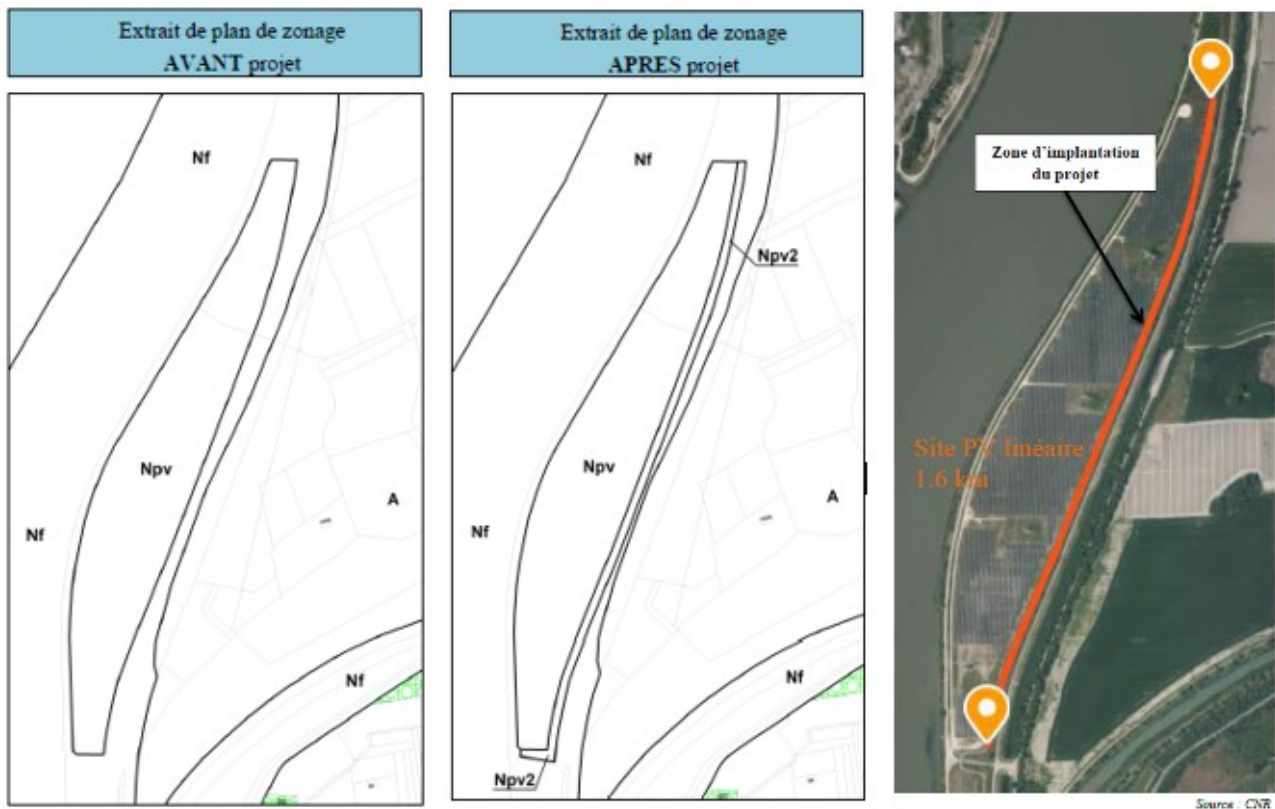 Extrait de plan de zonage
AVANT projet
Nf
Npv
Nf
A
Nf
Extrait de plan de zonage
APRES projet
Nf
Npv2
Npv
A
Nf
Nf
Npv2
Zone d'implantation
du projet
Site PV linéaire
1.6 km
Source : CNR